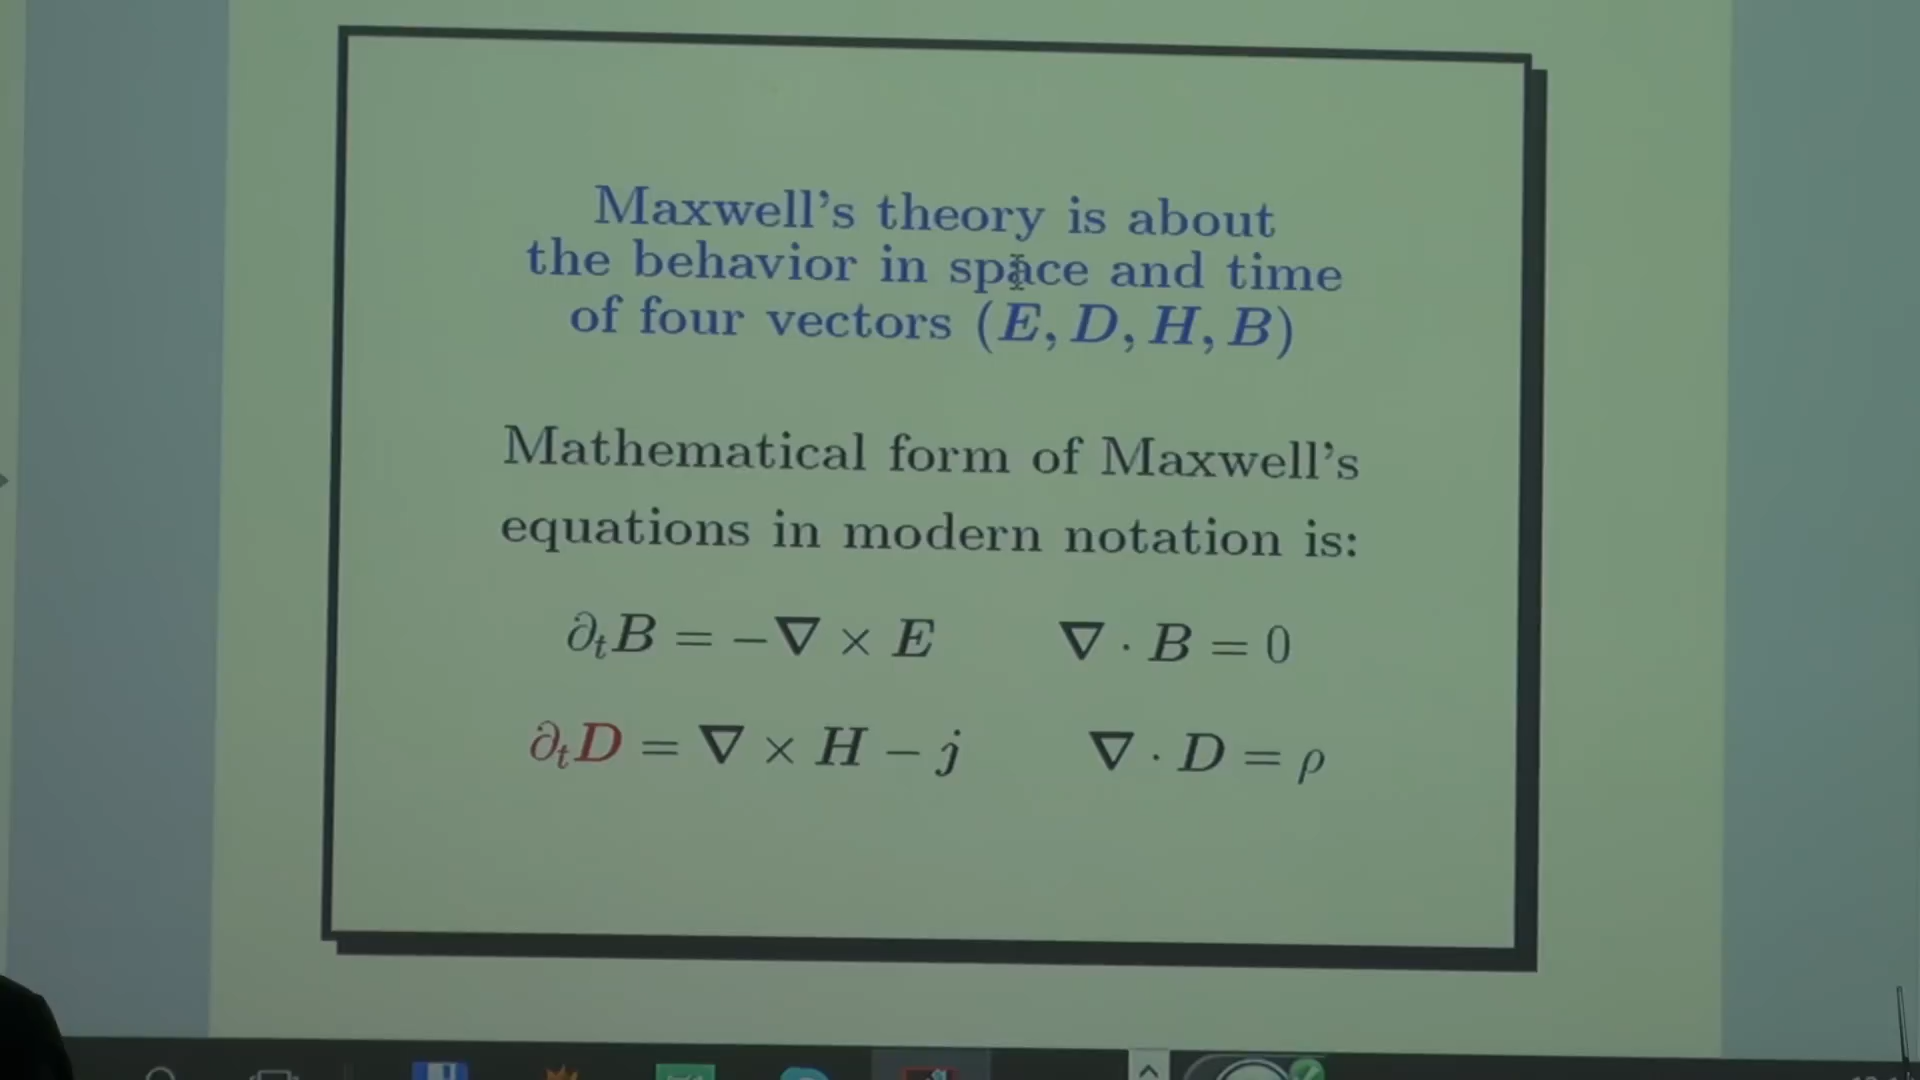 Maxwell's theory is about
the behavior in space and time
of four vectors (E, D, H, B)
Mathematical form of Maxwell's
equations in modern notation is:
∂ₜB = −∇ × E ∇ · B = 0
∂ₜD = ∇ × H − j ∇ · D = ρ